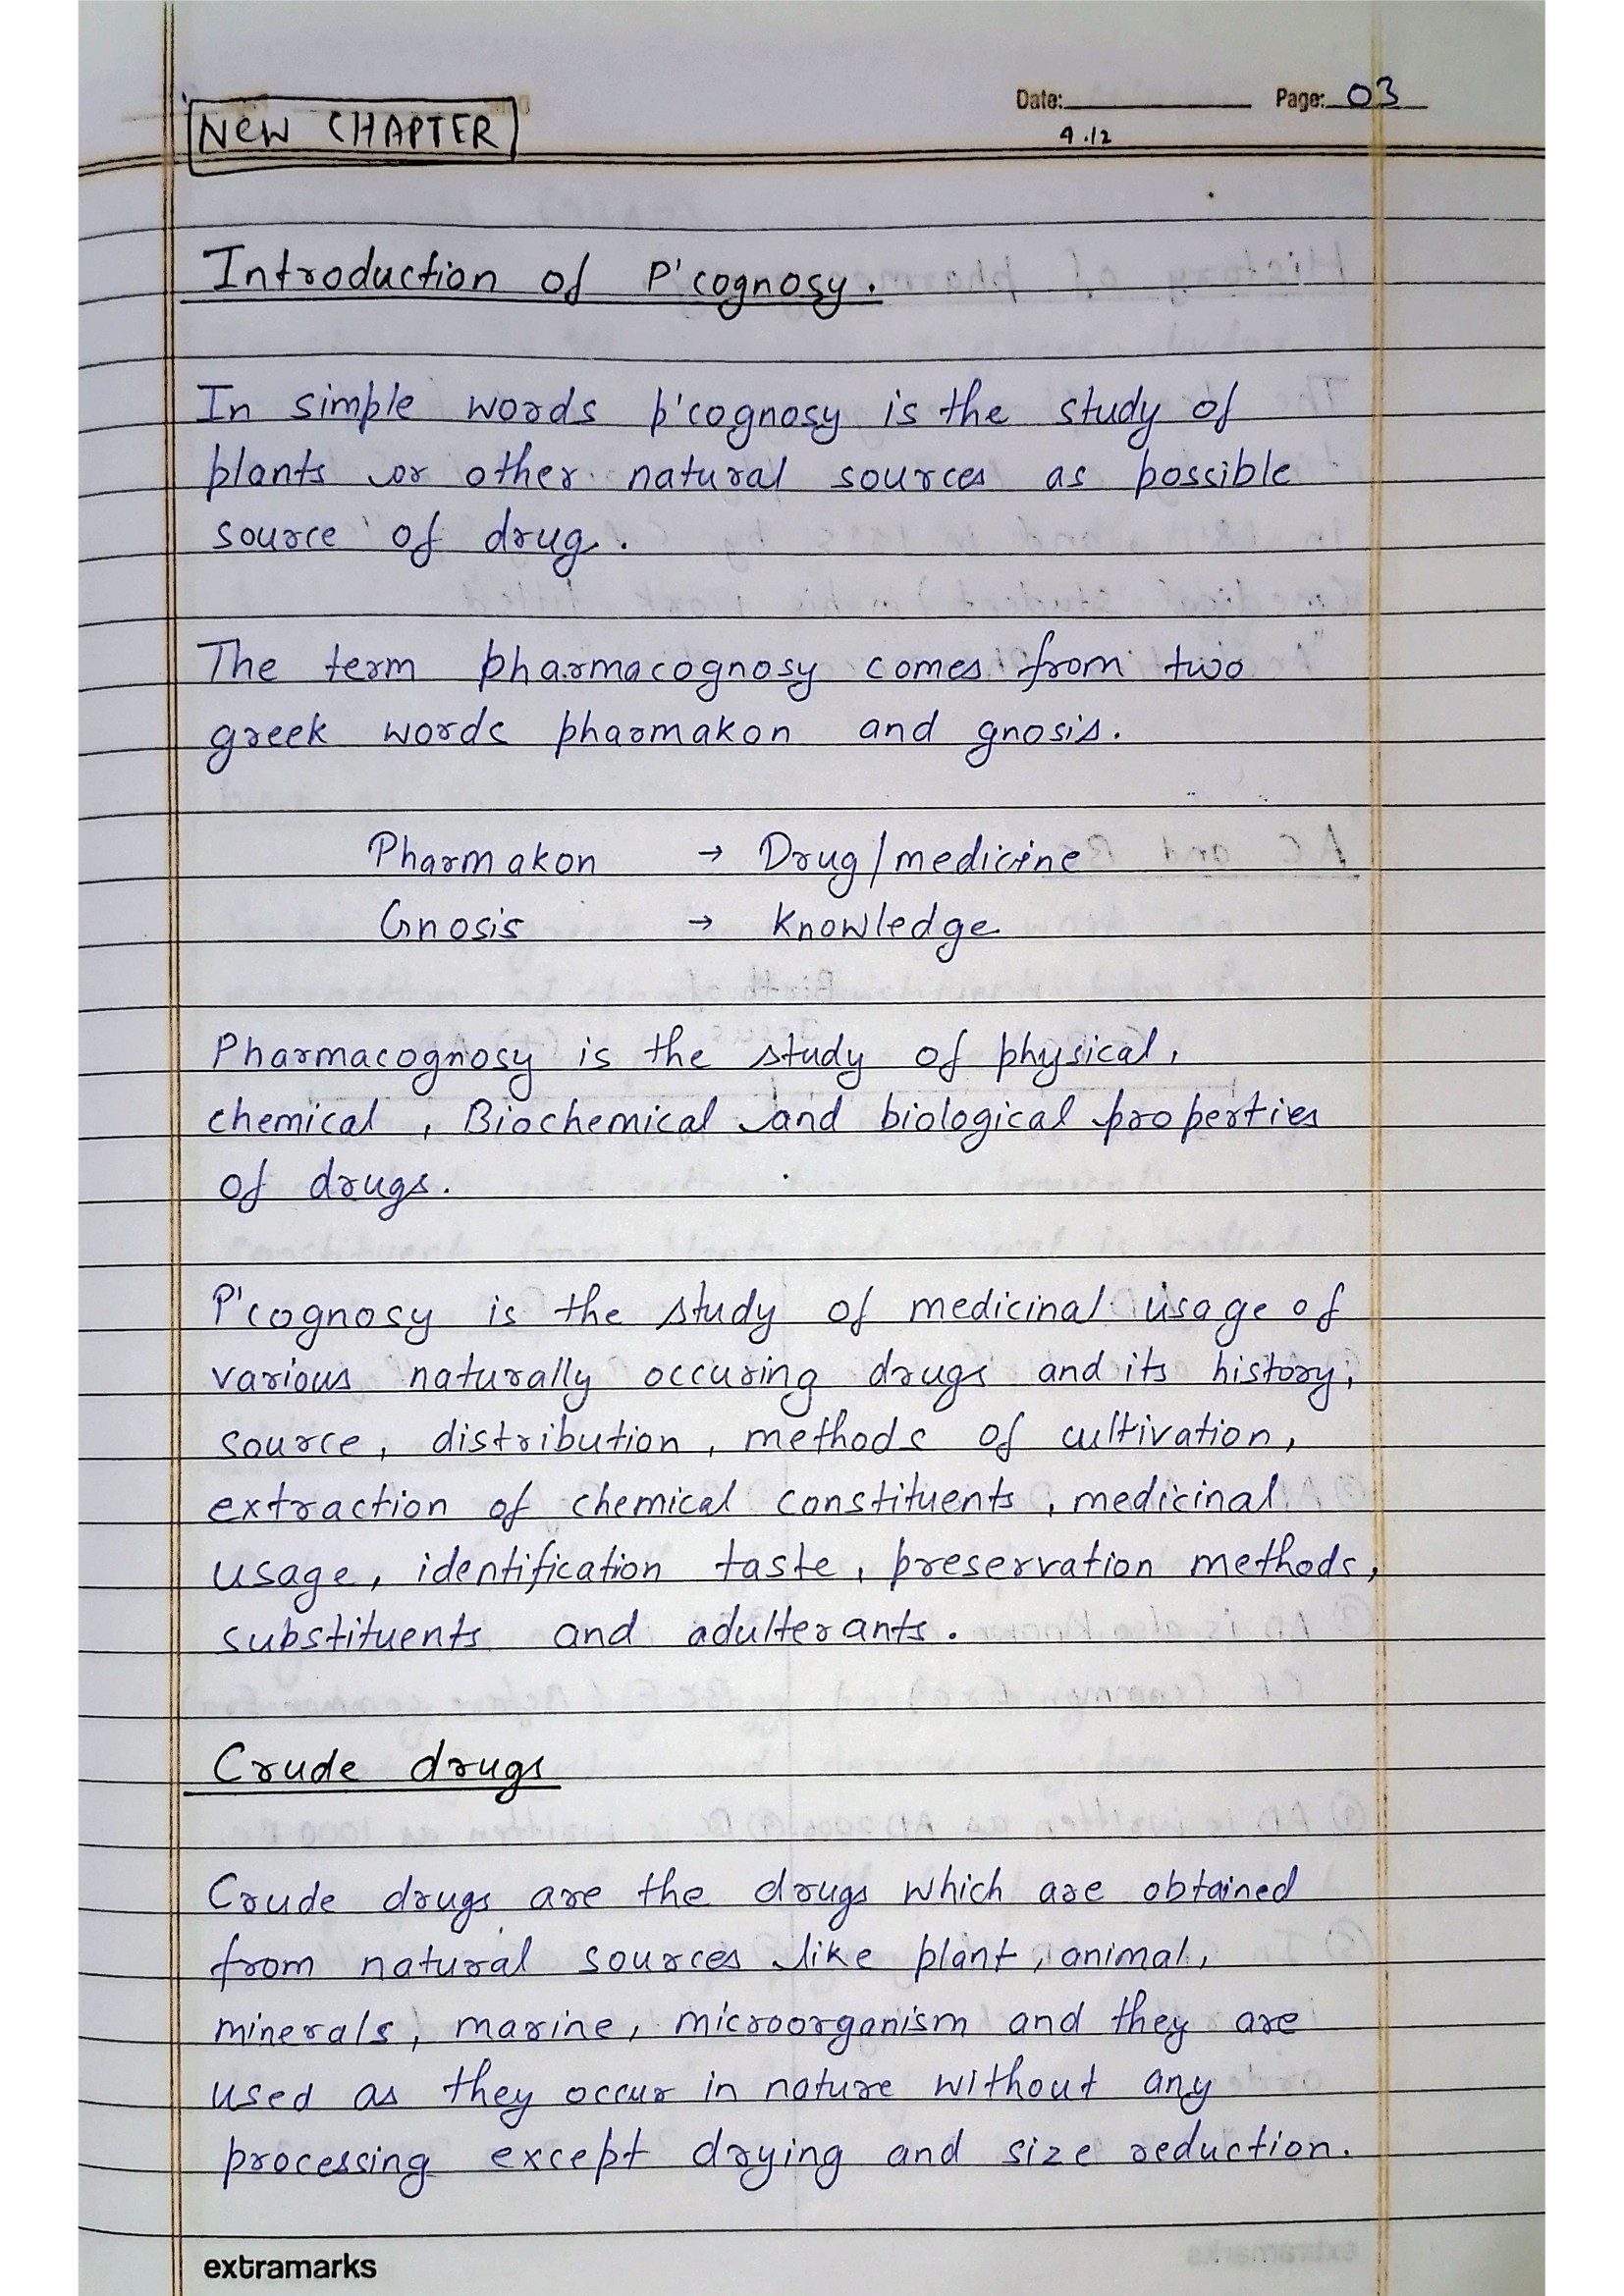 Date: Page: 03
NEW CHAPTER
9.12
Introduction of P'cognosy.
In simple words p'cognosy is the study of
plants or other natural sources as possible
source of drug.
The term pharmacognosy comes from two
greek words pharmakon and gnosis.
Pharmakon → Drug/medicine
Gnosis → Knowledge
Pharmacognosy is the study of physical,
chemical, Biochemical and biological properties
of drugs.
P'cognosy is the study of medicinal usage of
various naturally occuring drugs and its history,
source, distribution, methods of cultivation,
extraction of chemical constituents, medicinal
usage, identification taste, preservation methods,
substituents and adulterants.
Crude drugs
Crude drugs are the drugs which are obtained
from natural sources like plant, animal,
minerals, marine, microorganism and they are
used as they occur in nature without any
processing except drying and size reduction.
extramarks